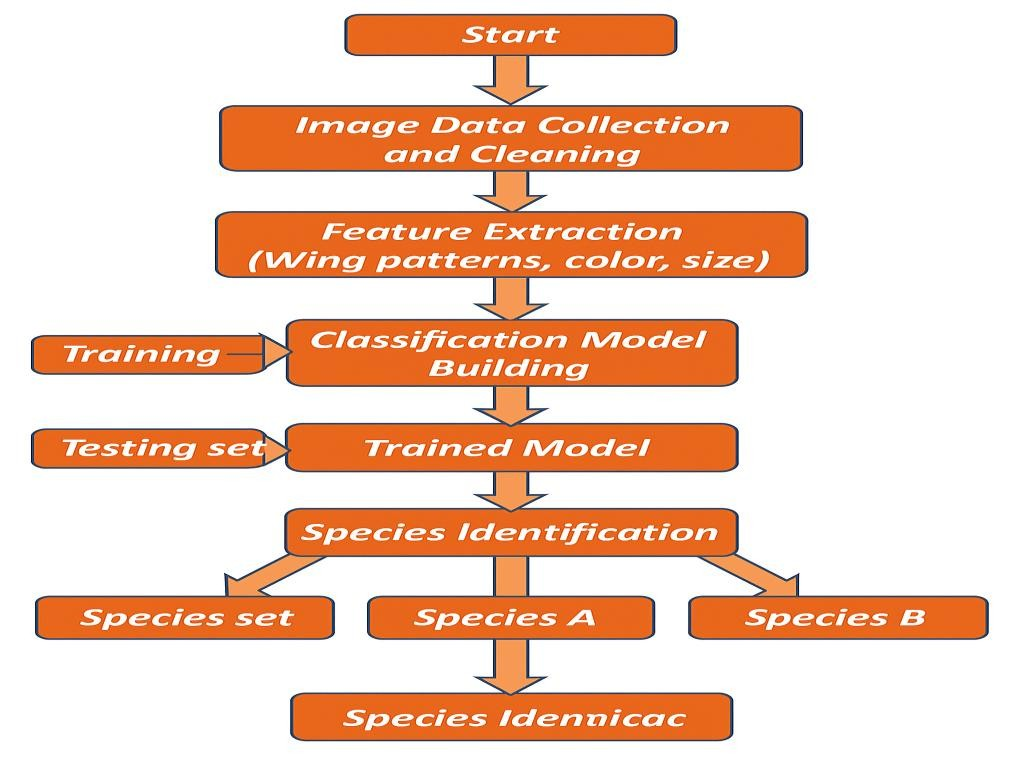 Start
Image Data Collection
and Cleaning
Feature Extraction
(Wing patterns, color, size)
Training
Classification Model
Building
Testing set
Trained Model
Species Identification
Species set
Species A
Species B
Species